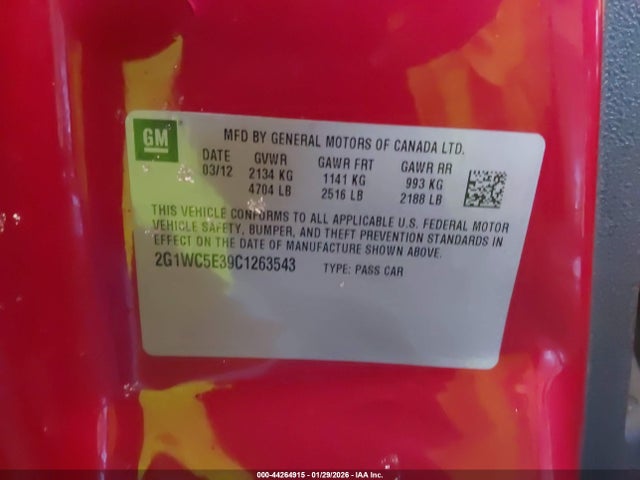 GM
MFD BY GENERAL MOTORS OF CANADA LTD.
DATE GVWR GAWR FRT GAWR RR
03/12 2134 KG 1141 KG 993 KG
4704 LB 2516 LB 2188 LB
THIS VEHICLE CONFORMS TO ALL APPLICABLE U.S. FEDERAL MOTOR
VEHICLE SAFETY, BUMPER, AND THEFT PREVENTION STANDARDS IN
EFFECT ON THE DATE OF MANUFACTURE SHOWN ABOVE.
2G1WC5E39C1263543 TYPE: PASS CAR
000-44264915 - 01/29/2026 - IAA Inc.